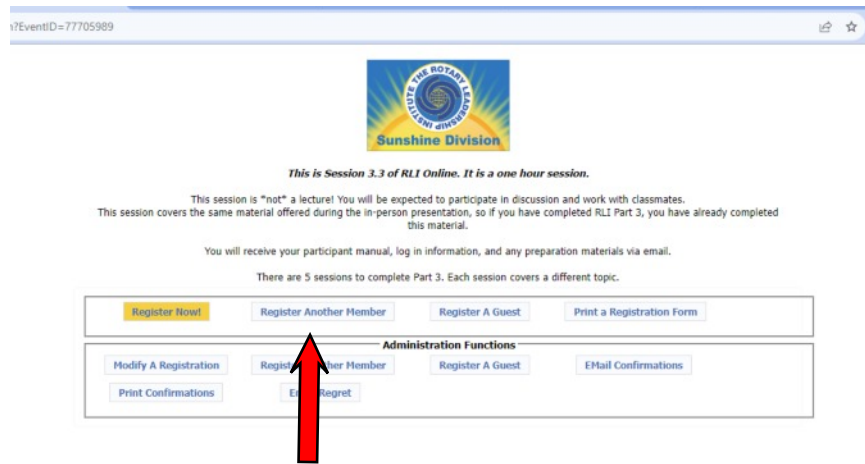 n?EventID=77705989
THE ROTARY LEADERSHIP INSTITUTE
Sunshine Division
This is Session 3.3 of RLI Online. It is a one hour session.
This session is *not* a lecture! You will be expected to participate in discussion and work with classmates.
This session covers the same material offered during the in-person presentation, so if you have completed RLI Part 3, you have already completed
this material.
You will receive your participant manual, log in information, and any preparation materials via email.
There are 5 sessions to complete Part 3. Each session covers a different topic.
Register Now! Register Another Member Register A Guest Print a Registration Form
Administration Functions
Modify A Registration Member Register A Guest EMail Confirmations
Print Confirmations Regret